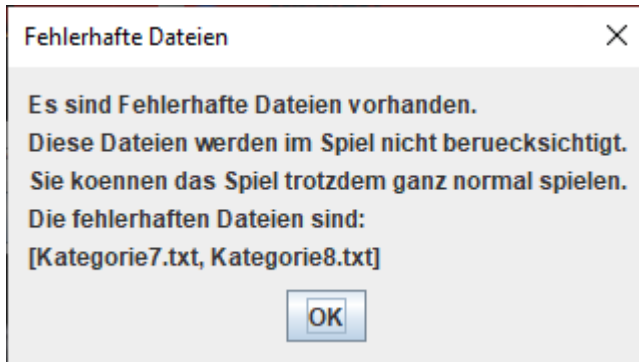 Fehlerhafte Dateien
Es sind Fehlerhafte Dateien vorhanden.
Diese Dateien werden im Spiel nicht beruecksichtigt.
Sie koennen das Spiel trotzdem ganz normal spielen.
Die fehlerhaften Dateien sind:
[Kategorie7.txt, Kategorie8.txt]
OK